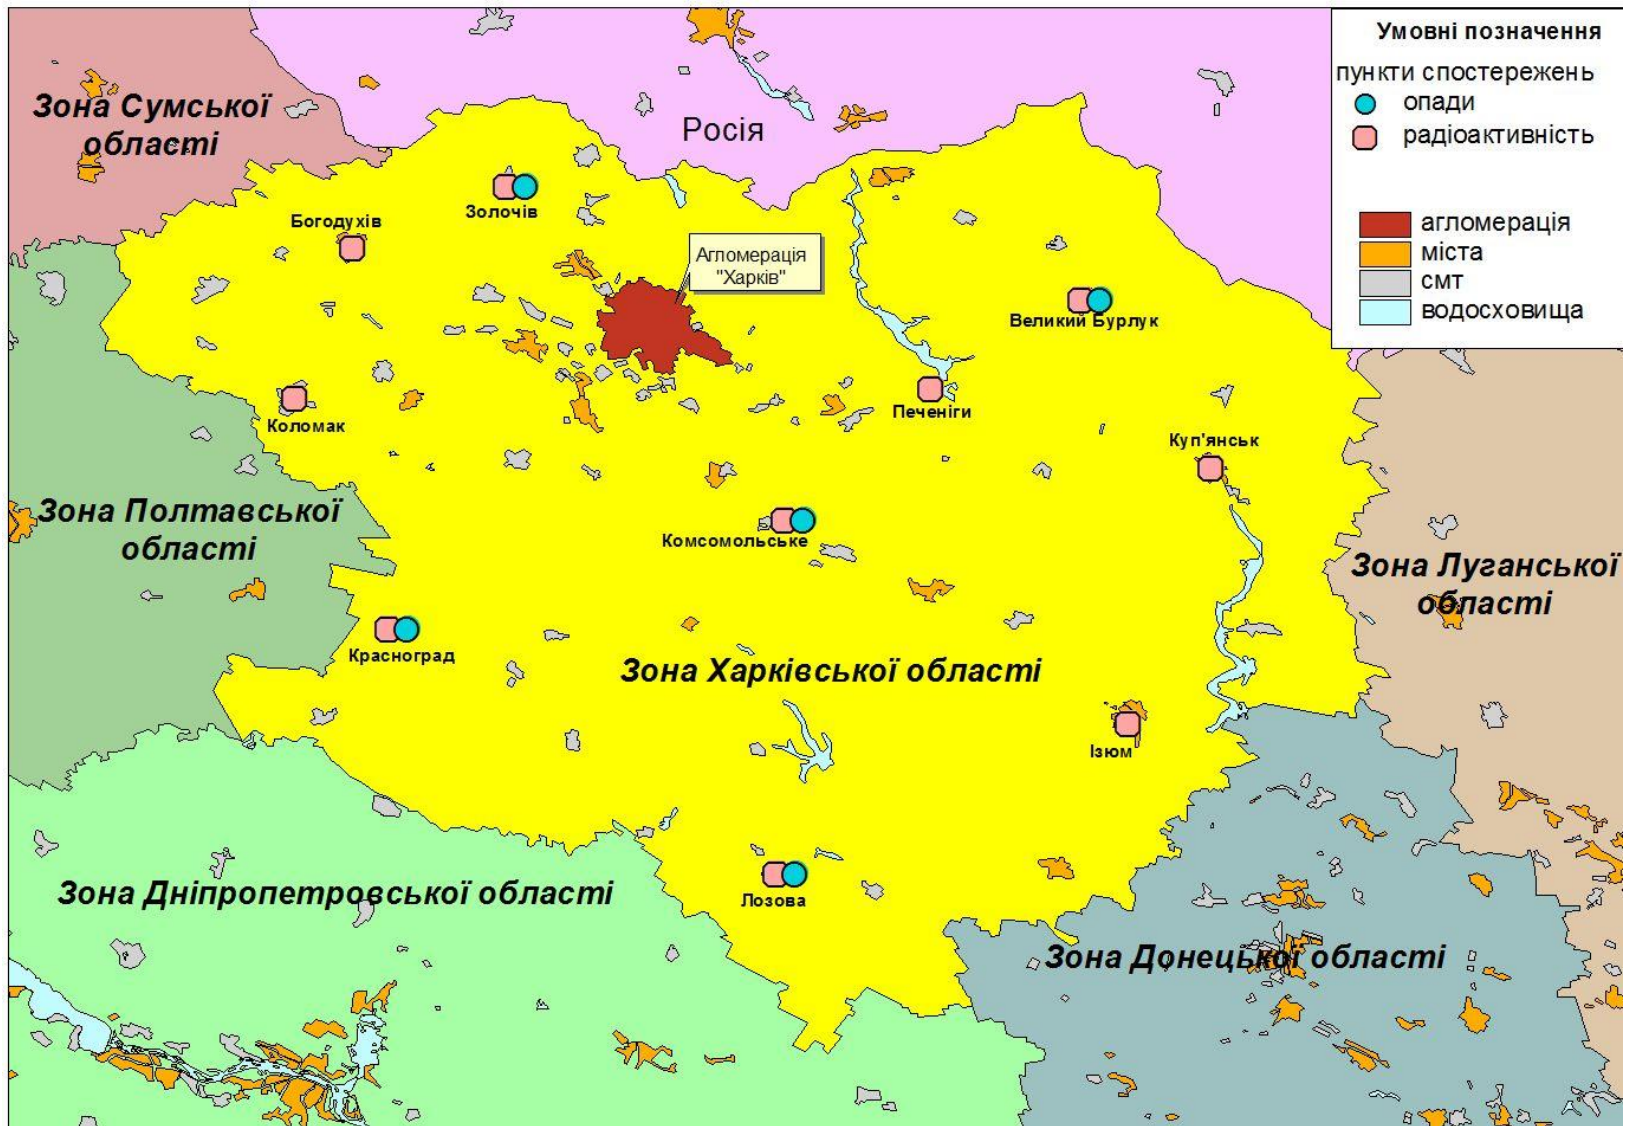 Умовні позначення
пункти спостережень
опади
радіоактивність
агломерація
міста
смт
водосховища
Зона Сумської
області
Росія
Золочів
Богодухів
Агломерація
"Харків"
Великий Бурлук
Печеніги
Коломак
Куп'янськ
Зона Полтавської
області
Комсомольське
Зона Луганської
області
Красноград
Зона Харківської області
Ізюм
Лозова
Зона Дніпропетровської області
Зона Донецької області